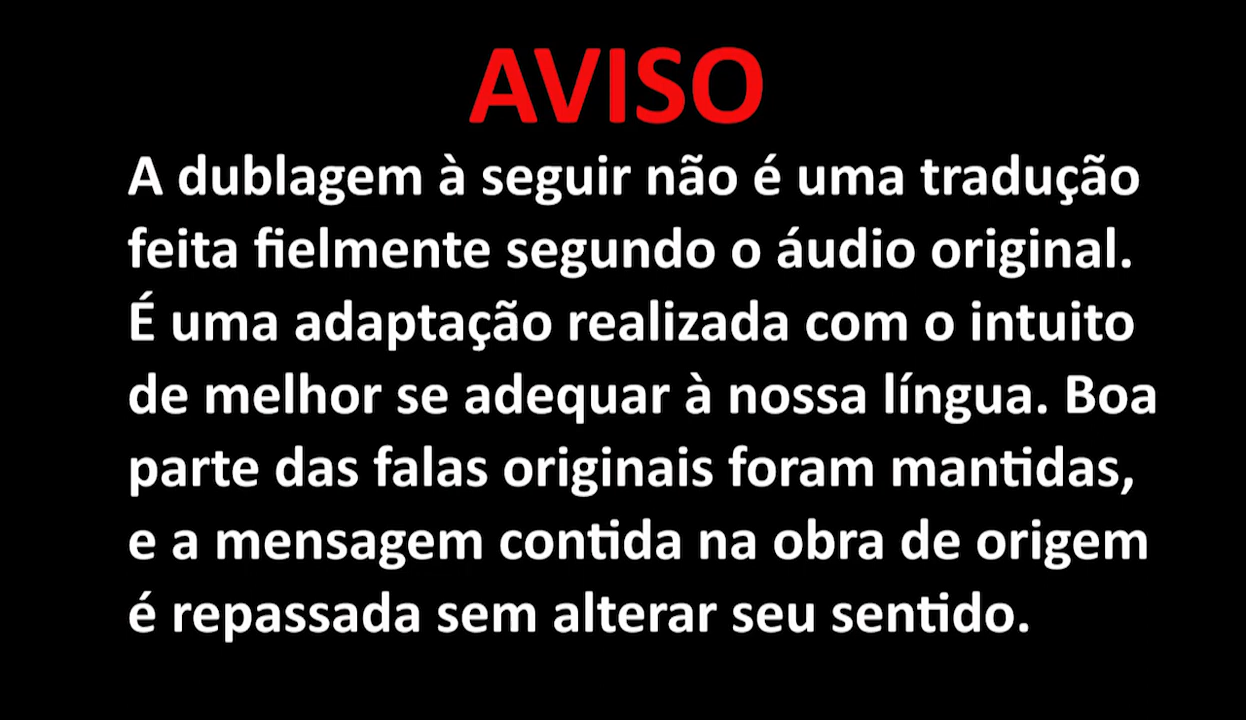 AVISO
A dublagem à seguir não é uma tradução
feita fielmente segundo o áudio original.
É uma adaptação realizada com o intuito
de melhor se adequar à nossa língua. Boa
parte das falas originais foram mantidas,
e a mensagem contida na obra de origem
é repassada sem alterar seu sentido.